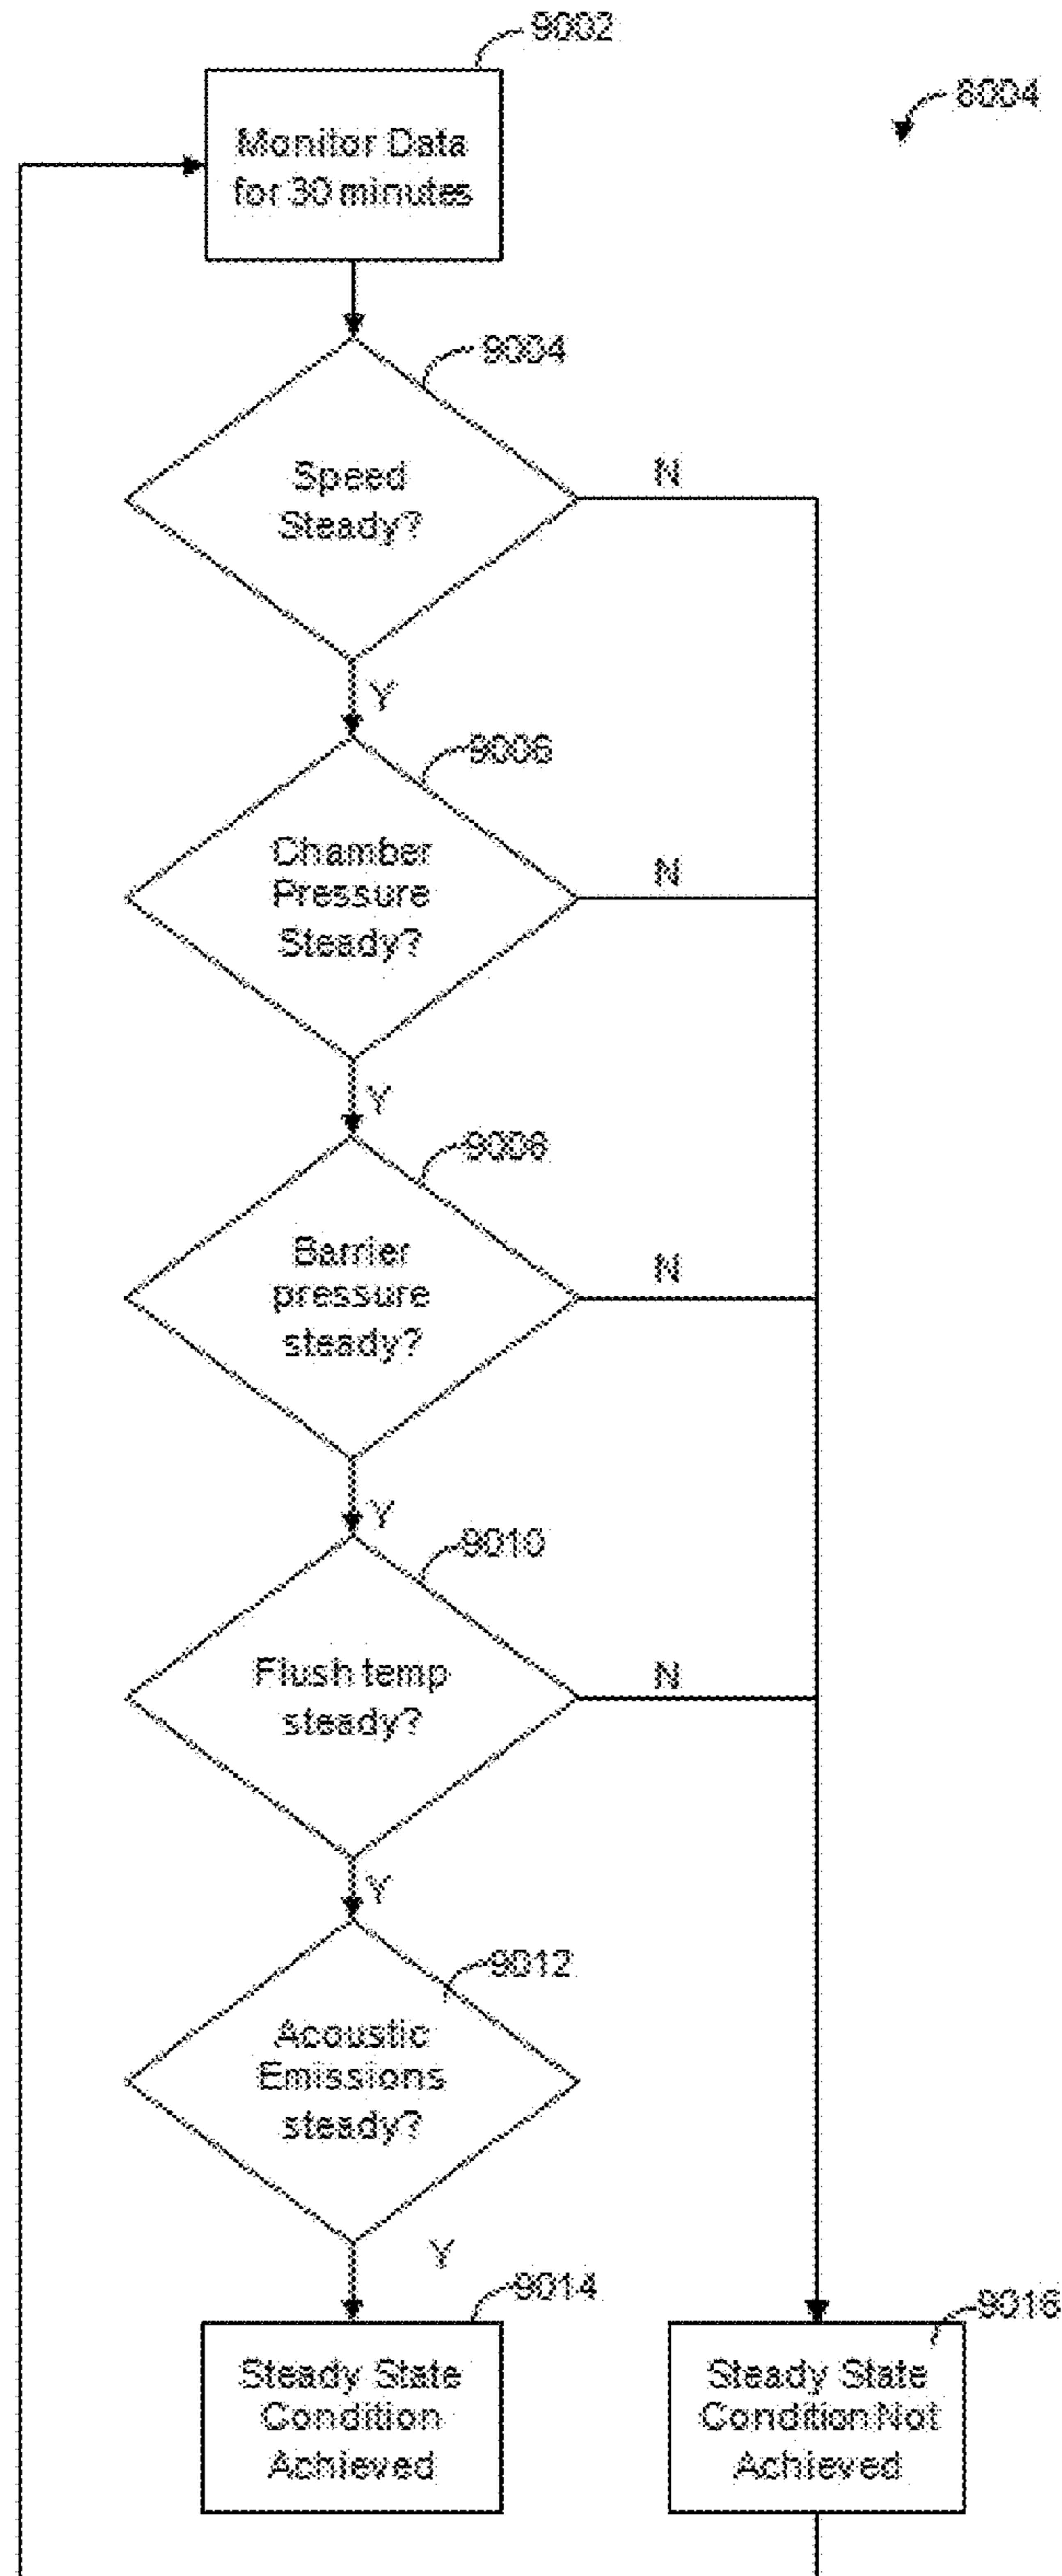 9002
8004
Monitor Data
for 30 minutes
9004
Speed
Steady?
N
Y
9006
Chamber
Pressure
Steady?
N
Y
9008
Barrier
pressure
steady?
N
Y
9010
Flush temp
steady?
N
Y
9012
Acoustic
Emissions
steady?
Y
9014
9016
Steady State
Condition
Achieved
Steady State
Condition Not
Achieved